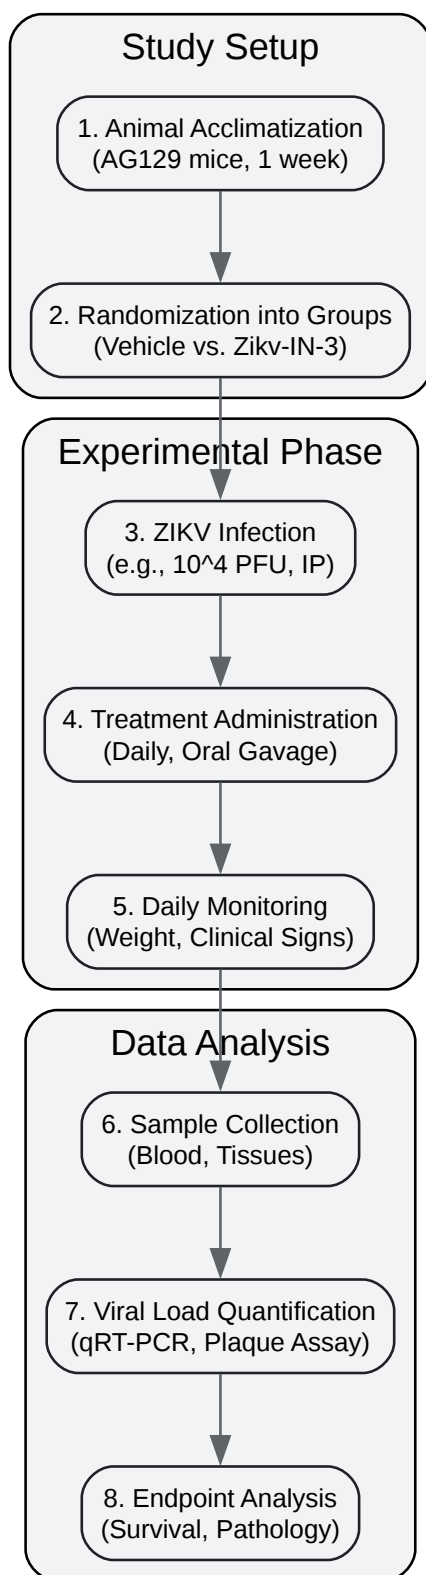 Study Setup
1. Animal Acclimatization
(AG129 mice, 1 week)
2. Randomization into Groups
(Vehicle vs. Zikv-IN-3)
Experimental Phase
3. ZIKV Infection
(e.g., 10^4 PFU, IP)
4. Treatment Administration
(Daily, Oral Gavage)
5. Daily Monitoring
(Weight, Clinical Signs)
Data Analysis
6. Sample Collection
(Blood, Tissues)
7. Viral Load Quantification
(qRT-PCR, Plaque Assay)
8. Endpoint Analysis
(Survival, Pathology)